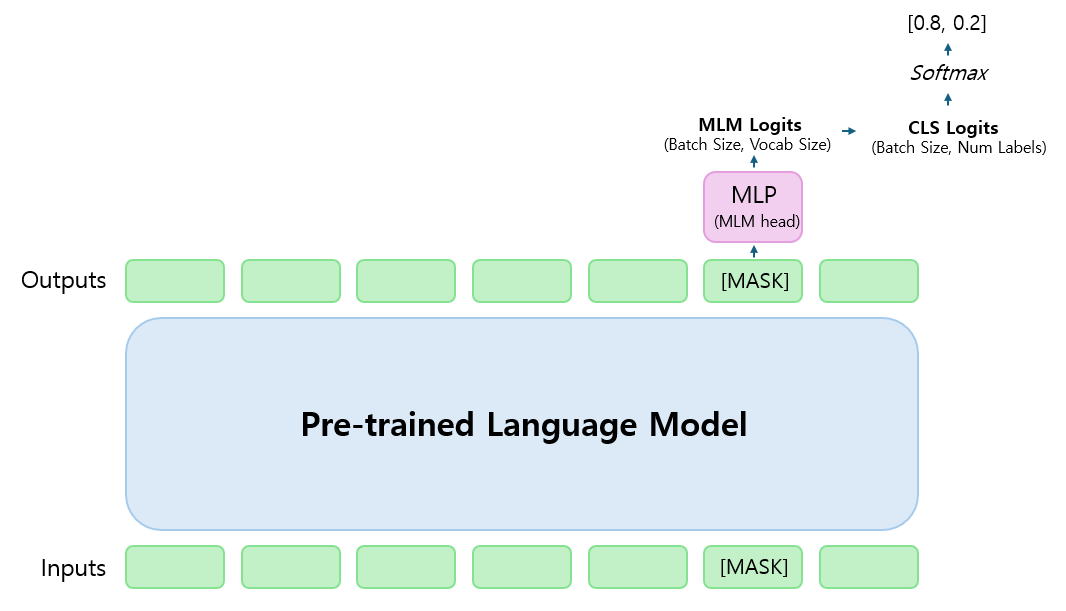 [0.8, 0.2]
Softmax
MLM Logits
(Batch Size, Vocab Size)
CLS Logits
(Batch Size, Num Labels)
MLP
(MLM head)
Outputs
[MASK]
Pre-trained Language Model
Inputs
[MASK]